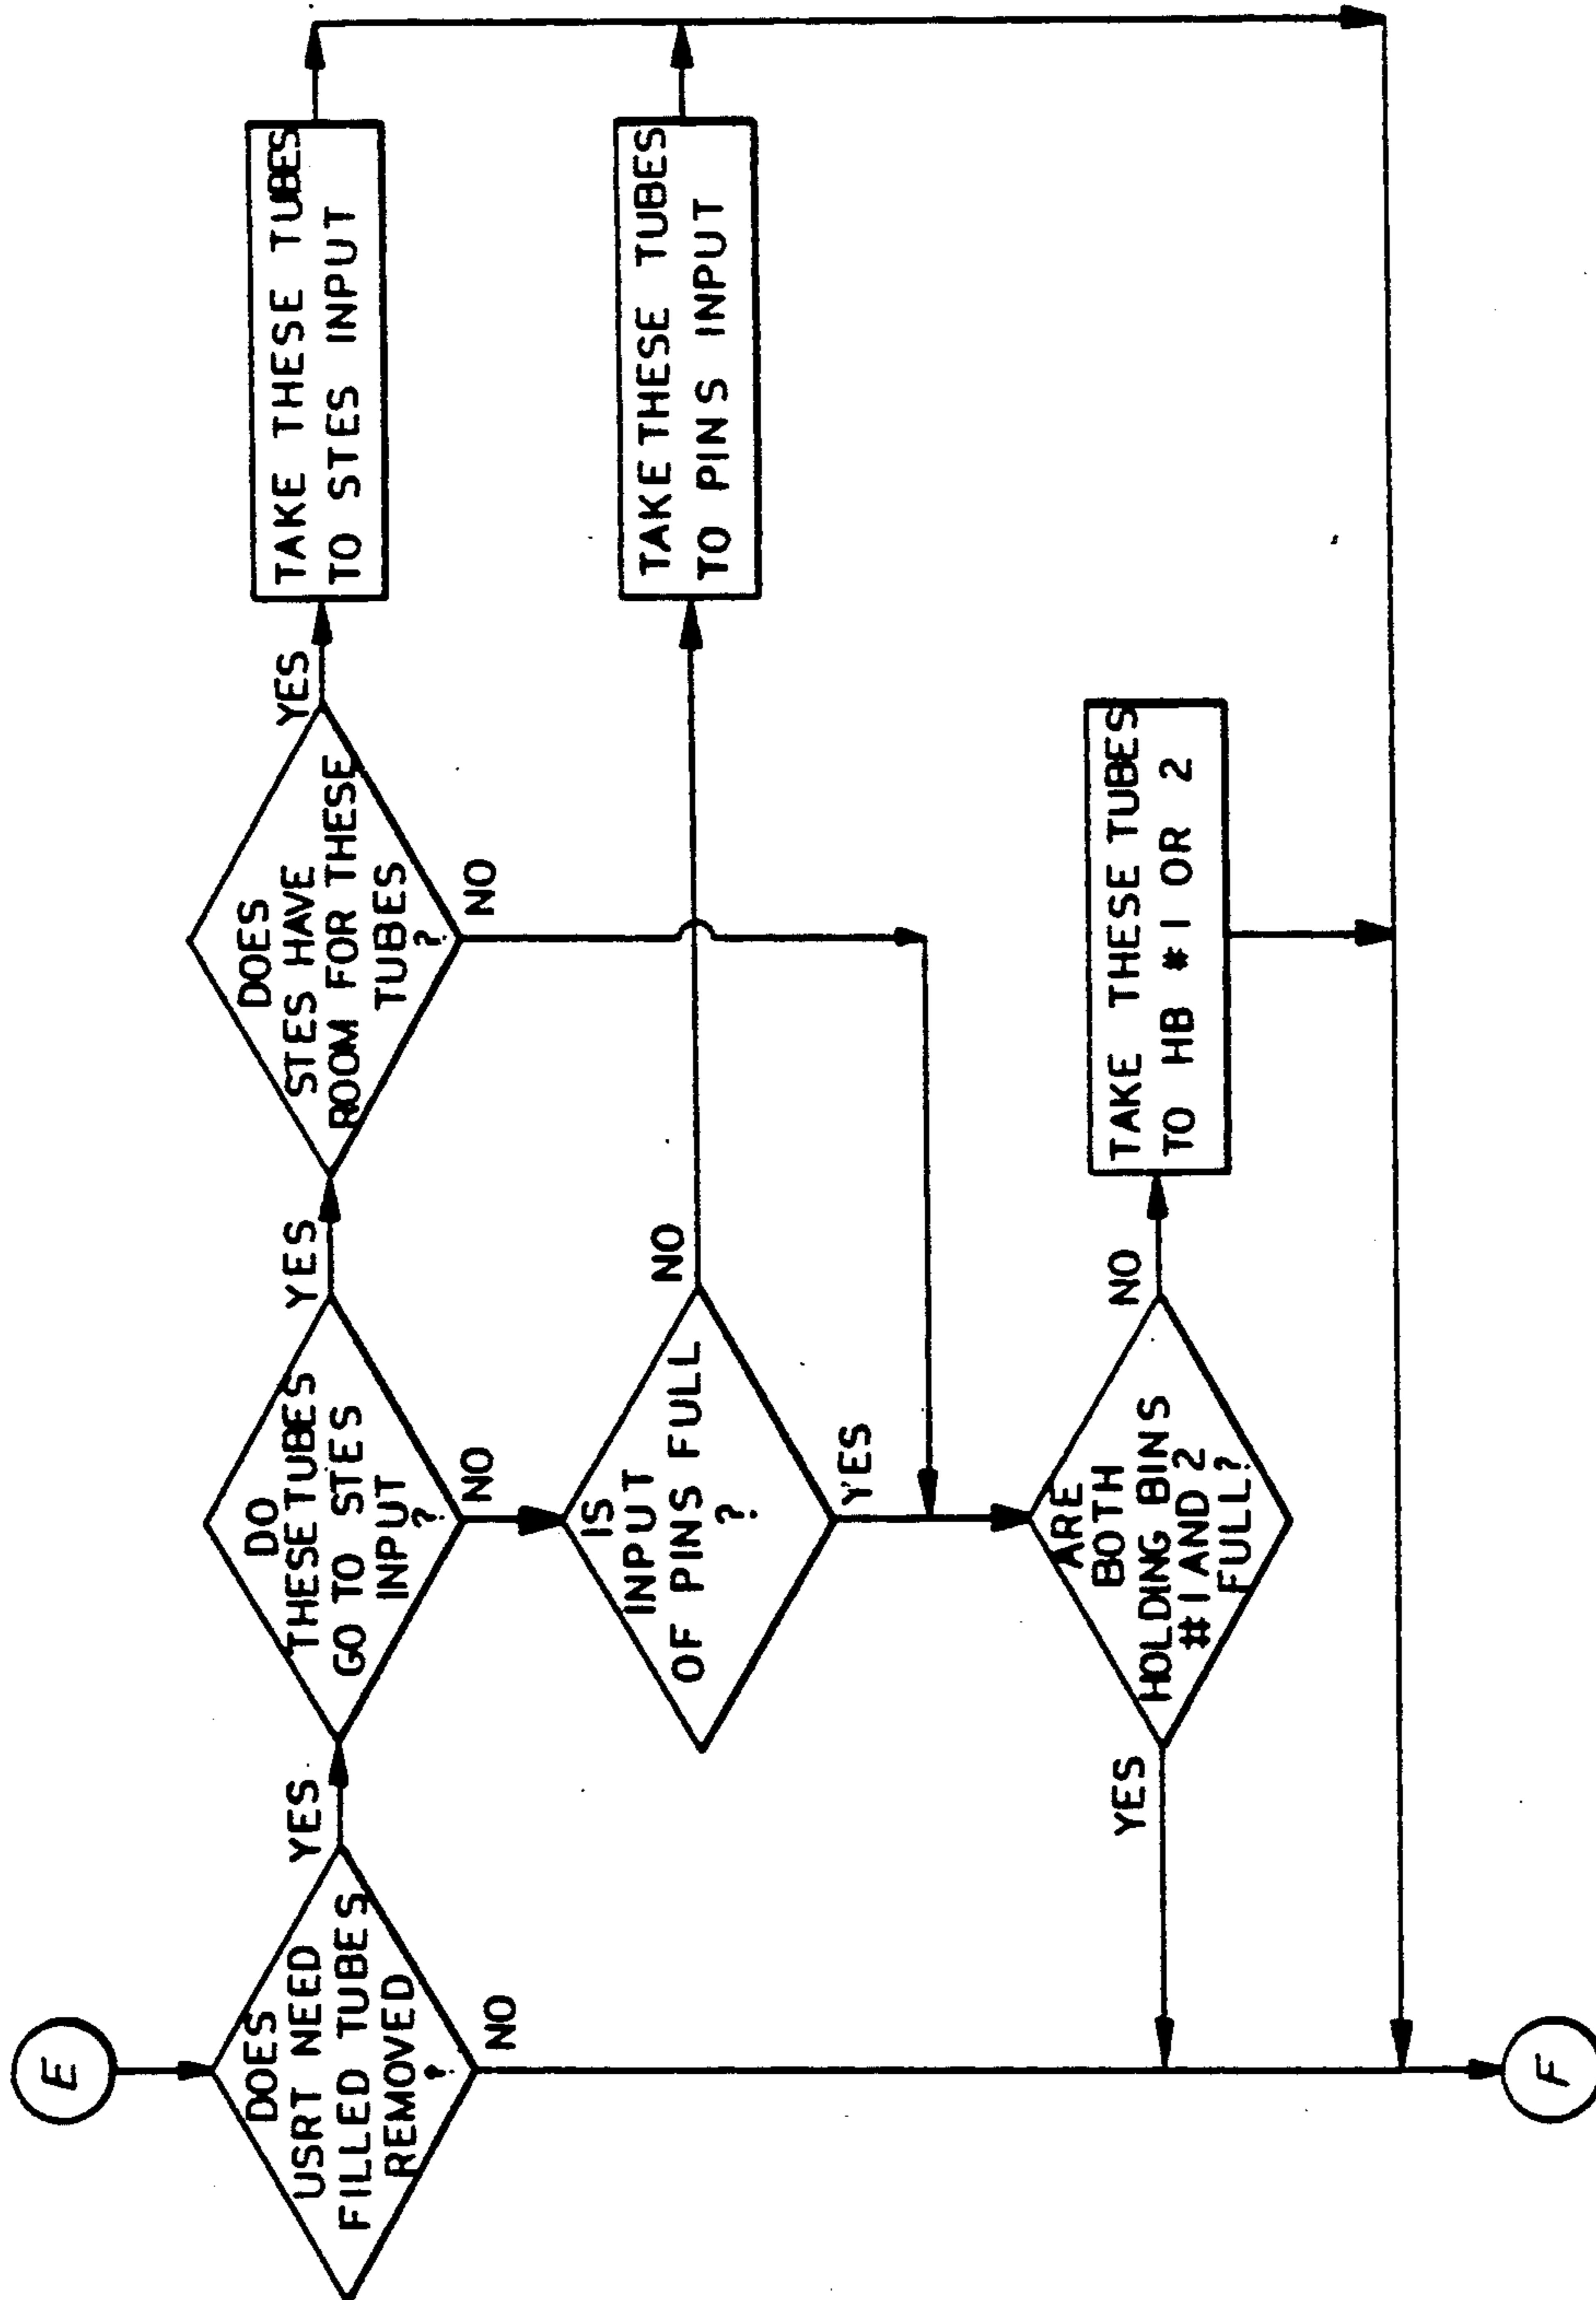 E
DOES
USRT NEED
FILLED TUBES
REMOVED
?
YES
NO
DO
THESE TUBES
GO TO STES
INPUT
?
YES
NO
DOES
STES HAVE
ROOM FOR THESE
TUBES
?
YES
NO
TAKE THESE TUBES
TO STES INPUT
IS
INPUT
OF PINS FULL
?
NO
YES
TAKE THESE TUBES
TO PINS INPUT
ARE
BOTH
HOLDING BINS
#1 AND 2
FULL?
YES
NO
TAKE THESE TUBES
TO HB #1 OR 2
F